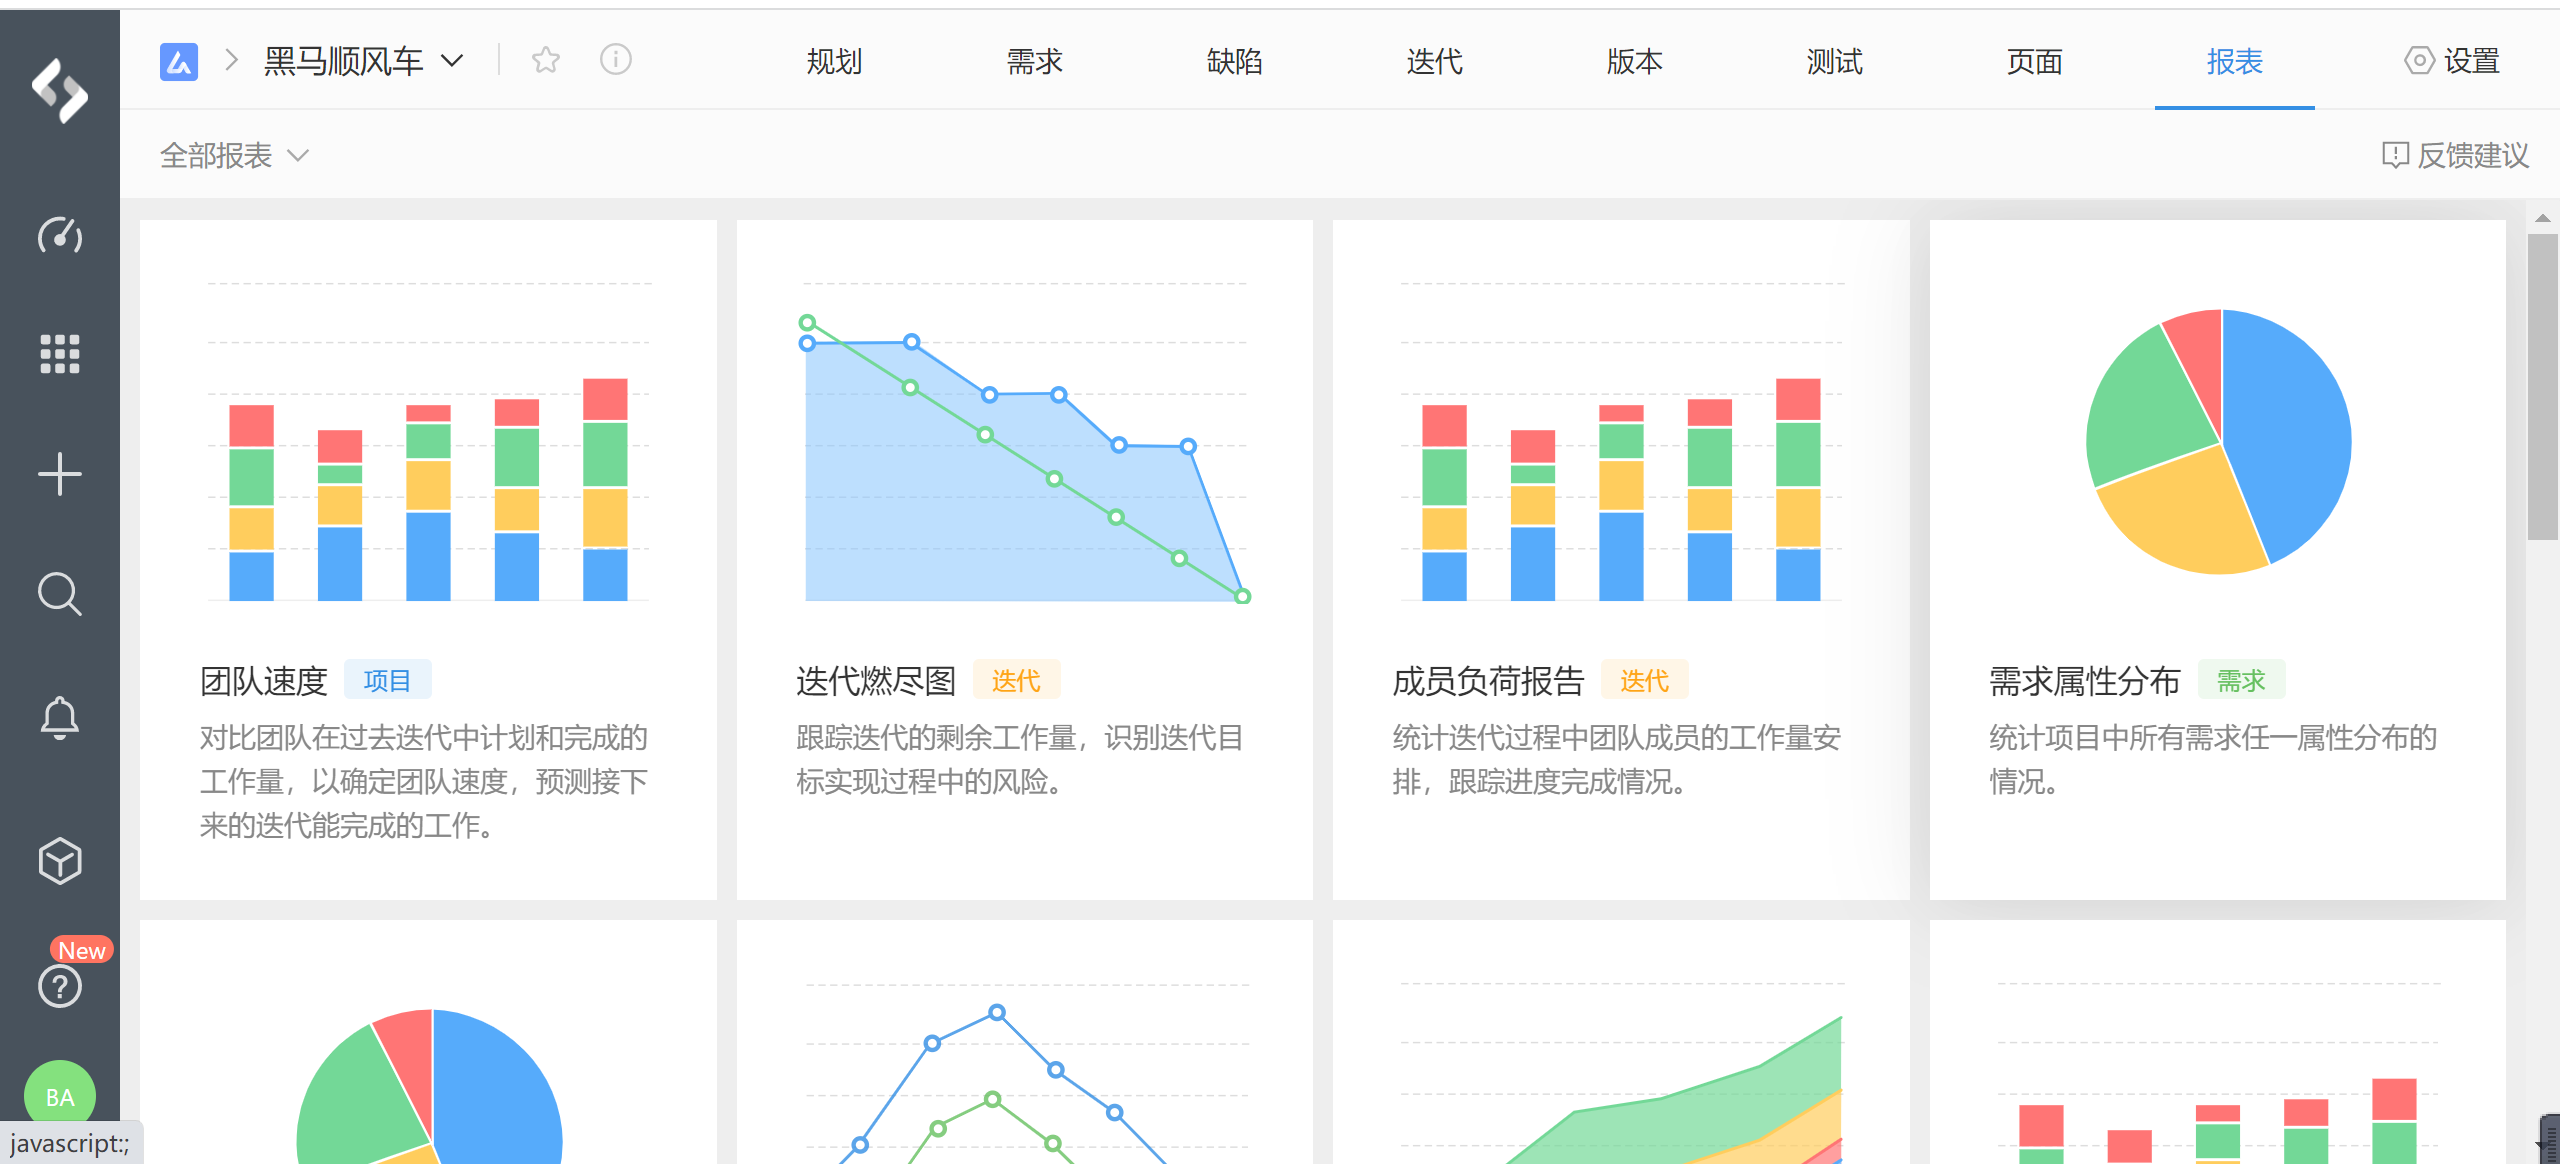 黑马顺风车
规划
需求
缺陷
迭代
版本
测试
页面
报表
设置
全部报表
反馈建议
团队速度 项目
对比团队在过去迭代中计划和完成的
工作量，以确定团队速度，预测接下
来的迭代能完成的工作。
迭代燃尽图 迭代
跟踪迭代的剩余工作量，识别迭代目
标实现过程中的风险。
成员负荷报告 迭代
统计迭代过程中团队成员的工作量安
排，跟踪进度完成情况。
需求属性分布 需求
统计项目中所有需求任一属性分布的
情况。
New
BA
javascript:;